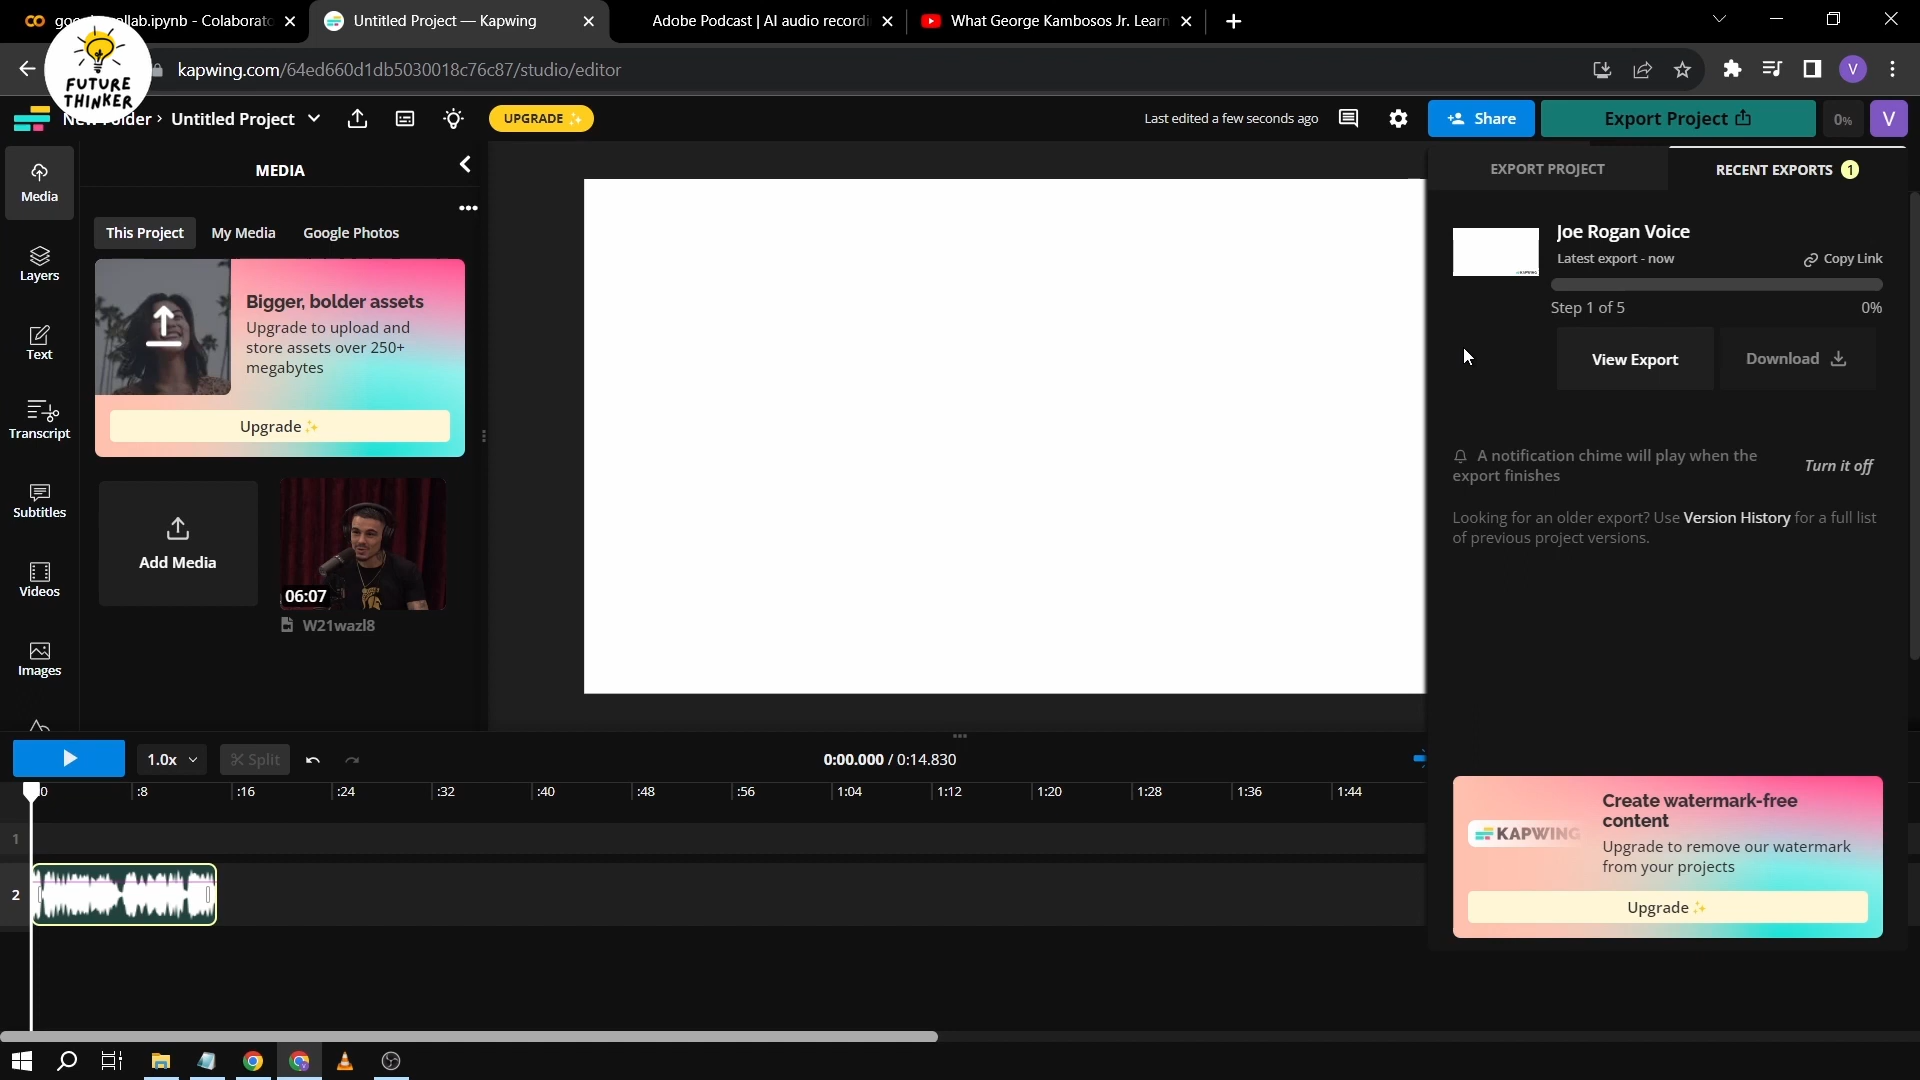 ollab.ipynb - Colaborato
Untitled Project — Kapwing
Adobe Podcast | AI audio recordi
What George Kambosos Jr. Learn
FUTURE
THINKER
kapwing.com/64ed660d1db5030018c76c87/studio/editor
V
New Folder › Untitled Project
UPGRADE
Last edited a few seconds ago
Share
Export Project
0%
V
Media
Layers
Text
Transcript
Subtitles
Videos
Images
MEDIA
This Project
My Media
Google Photos
Bigger, bolder assets
Upgrade to upload and
store assets over 250+
megabytes
Upgrade
Add Media
06:07
W21wazl8
EXPORT PROJECT
RECENT EXPORTS 1
Joe Rogan Voice
Latest export - now
Copy Link
Step 1 of 5
0%
View Export
Download
A notification chime will play when the
export finishes
Turn it off
Looking for an older export? Use Version History for a full list
of previous project versions.
KAPWING
Create watermark-free
content
Upgrade to remove our watermark
from your projects
Upgrade
1.0x
Split
0:00.000 / 0:14.830
:0 :8 :16 :24 :32 :40 :48 :56 1:04 1:12 1:20 1:28 1:36 1:44
1
2